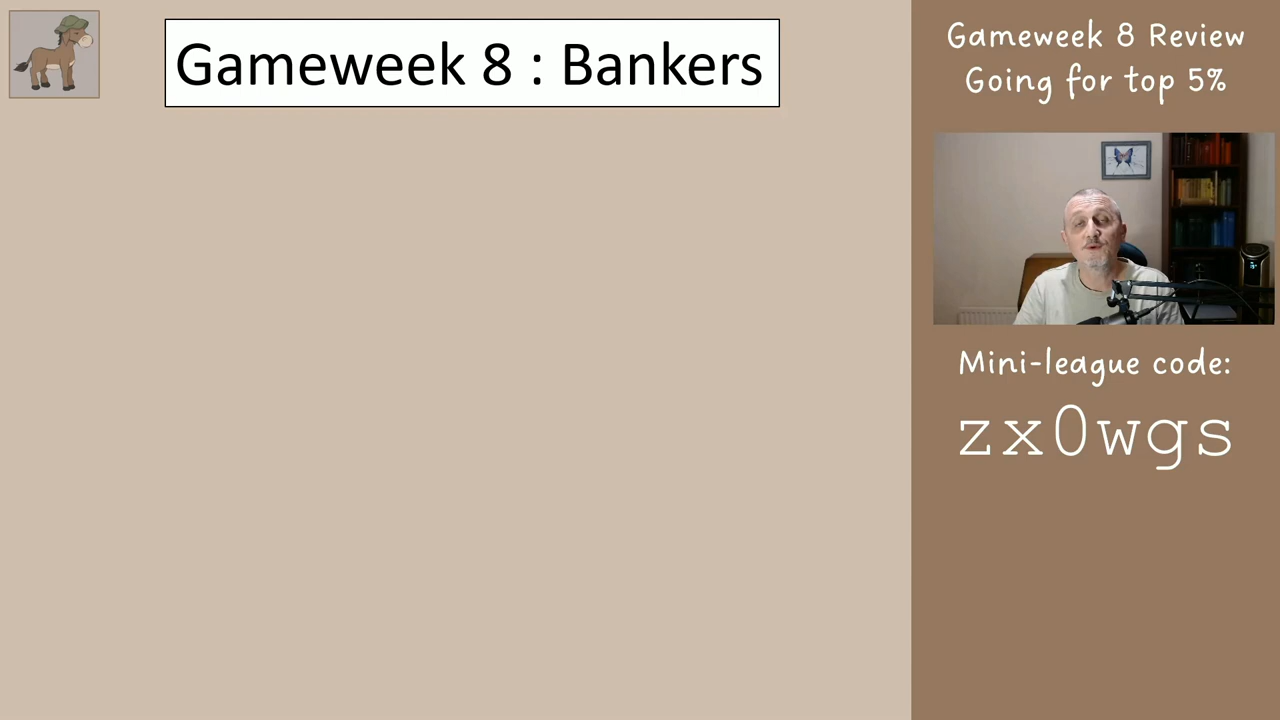 Gameweek 8 : Bankers
Gameweek 8 Review
Going for top 5%
Mini-league code:
zx0wgs